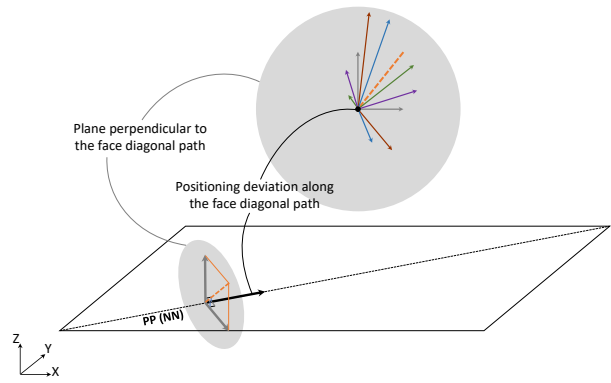 Plane perpendicular to
the face diagonal path
Positioning deviation along
the face diagonal path
PP (NN)
Z
Y
X